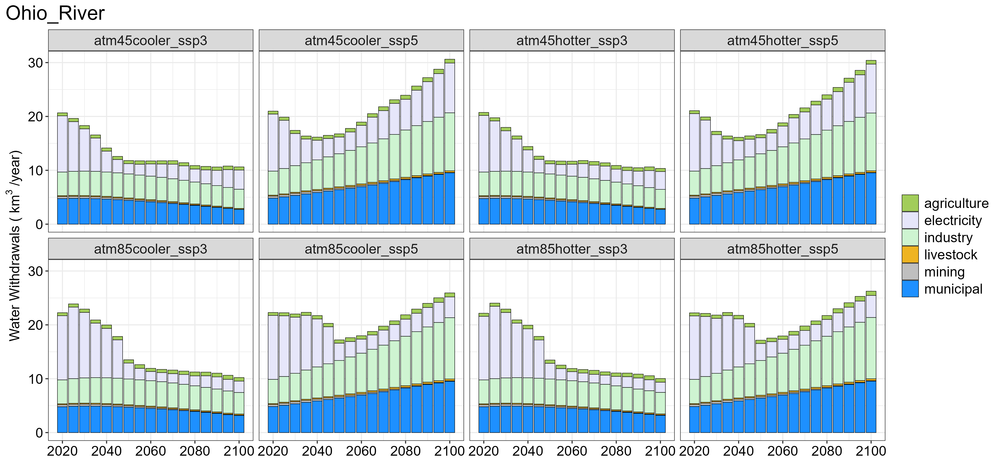 Ohio_River
atm45cooler_ssp3
atm45cooler_ssp5
atm45hotter_ssp3
atm45hotter_ssp5
30
20
10
0
atm85cooler_ssp3
atm85cooler_ssp5
atm85hotter_ssp3
atm85hotter_ssp5
30
20
10
0
Water Withdrawals ( km³ /year)
2020 2040 2060 2080 2100 2020 2040 2060 2080 2100 2020 2040 2060 2080 2100 2020 2040 2060 2080 2100
agriculture
electricity
industry
livestock
mining
municipal